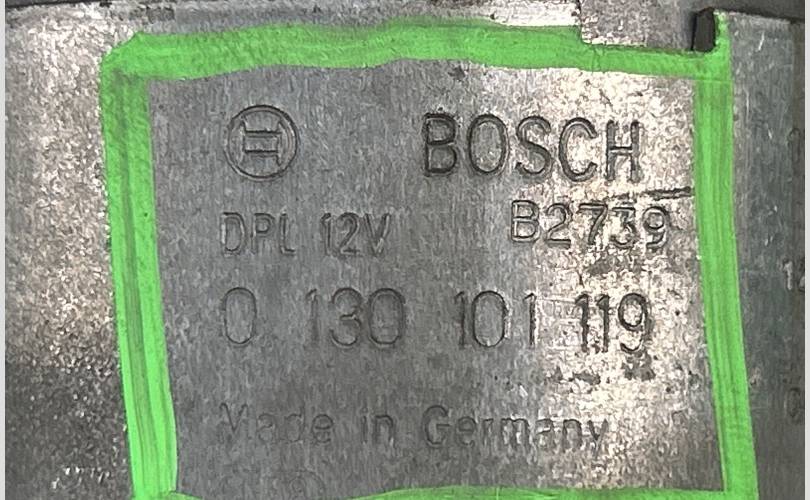 BOSCH
DPL 12V B2739
0 130 101 119
Made in Germany